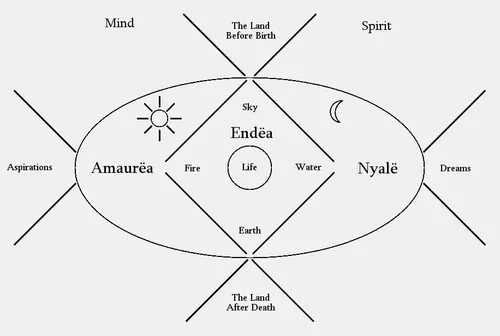 Mind
The Land
Before Birth
Spirit
Sky
Endëa
Aspirations
Amaurëa
Fire
Life
Water
Nyalë
Dreams
Earth
The Land
After Death